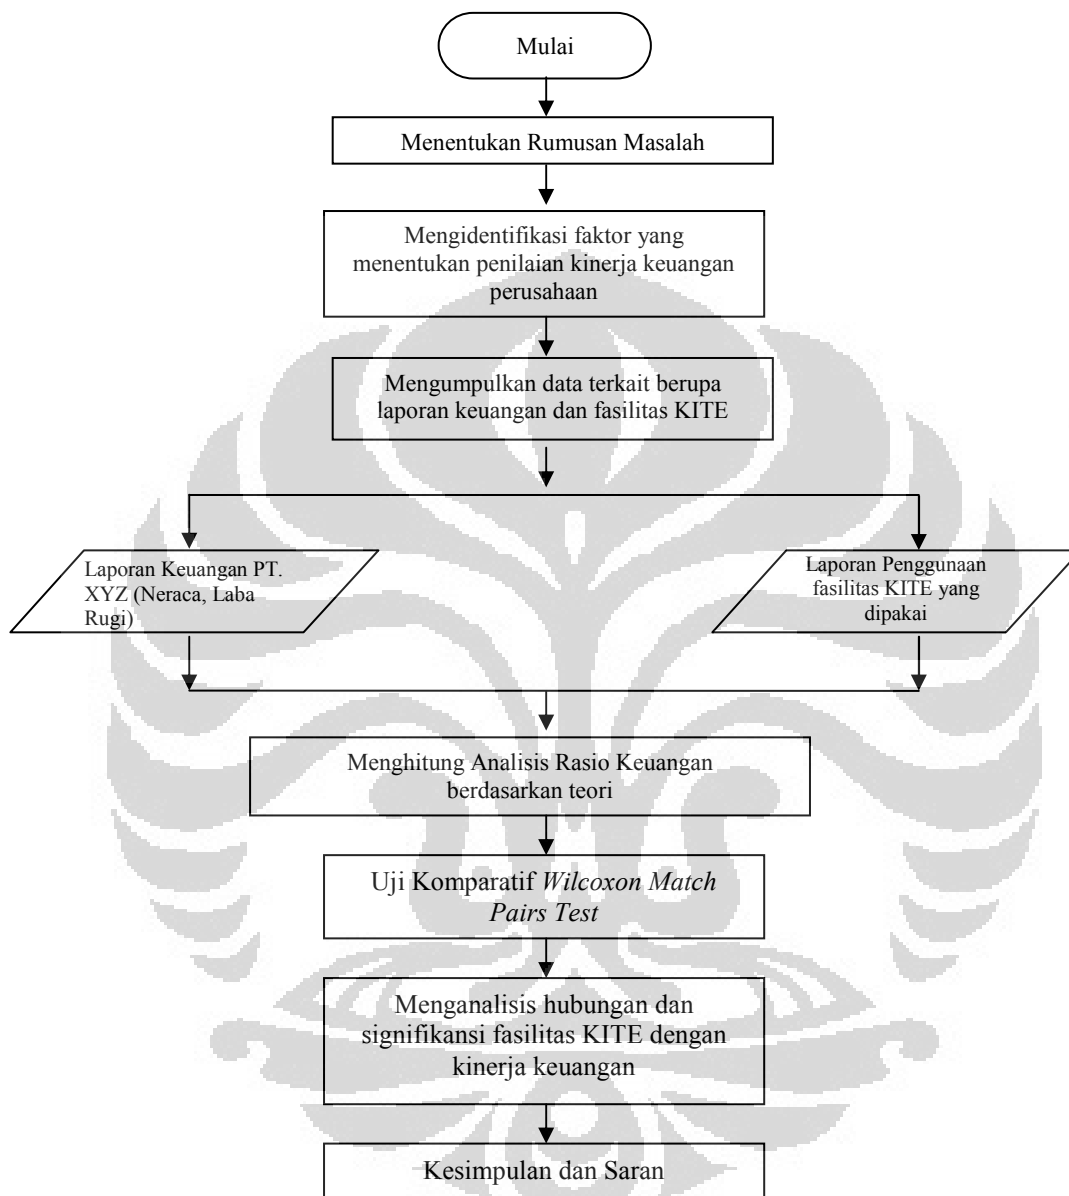 Mulai
Menentukan Rumusan Masalah
Mengidentifikasi faktor yang
menentukan penilaian kinerja keuangan
perusahaan
Mengumpulkan data terkait berupa
laporan keuangan dan fasilitas KITE
Laporan Keuangan PT.
XYZ (Neraca, Laba
Rugi)
Laporan Penggunaan
fasilitas KITE yang
dipakai
Menghitung Analisis Rasio Keuangan
berdasarkan teori
Uji Komparatif Wilcoxon Match
Pairs Test
Menganalisis hubungan dan
signifikansi fasilitas KITE dengan
kinerja keuangan
Kesimpulan dan Saran